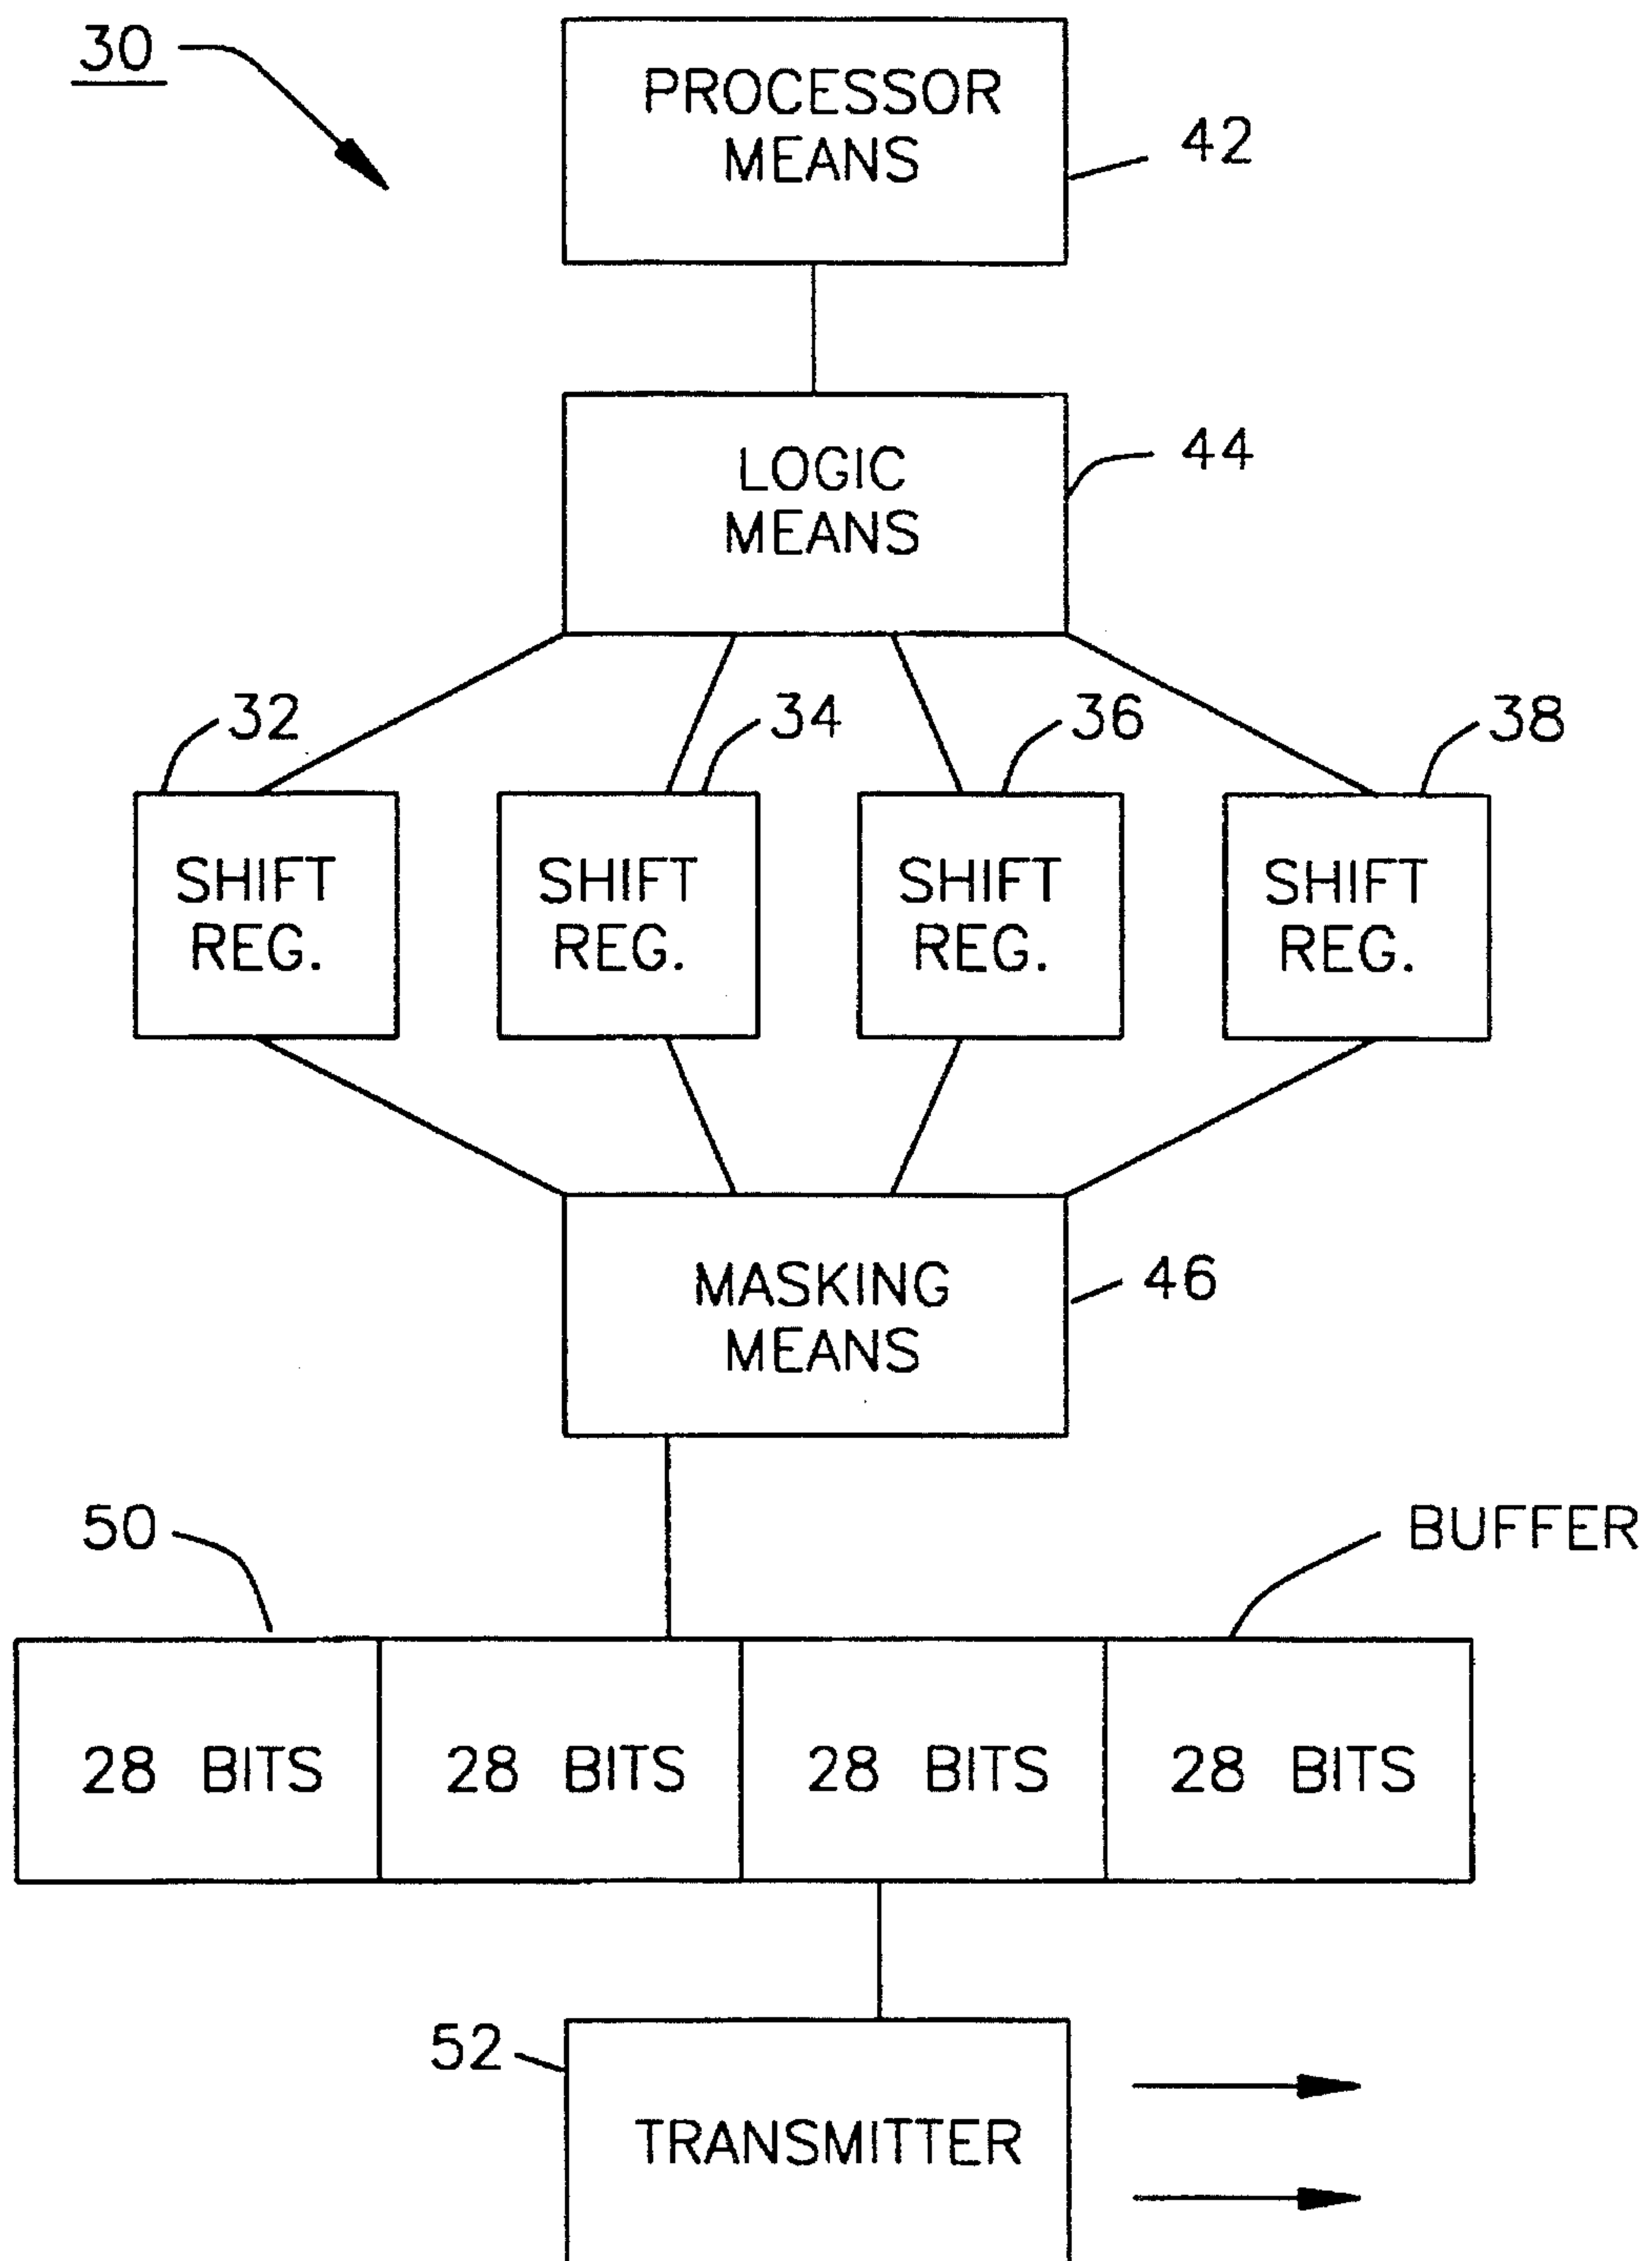 30
PROCESSOR
MEANS
42
LOGIC
MEANS
44
32
34
36
38
SHIFT
REG.
SHIFT
REG.
SHIFT
REG.
SHIFT
REG.
MASKING
MEANS
46
50
BUFFER
28 BITS
28 BITS
28 BITS
28 BITS
52
TRANSMITTER